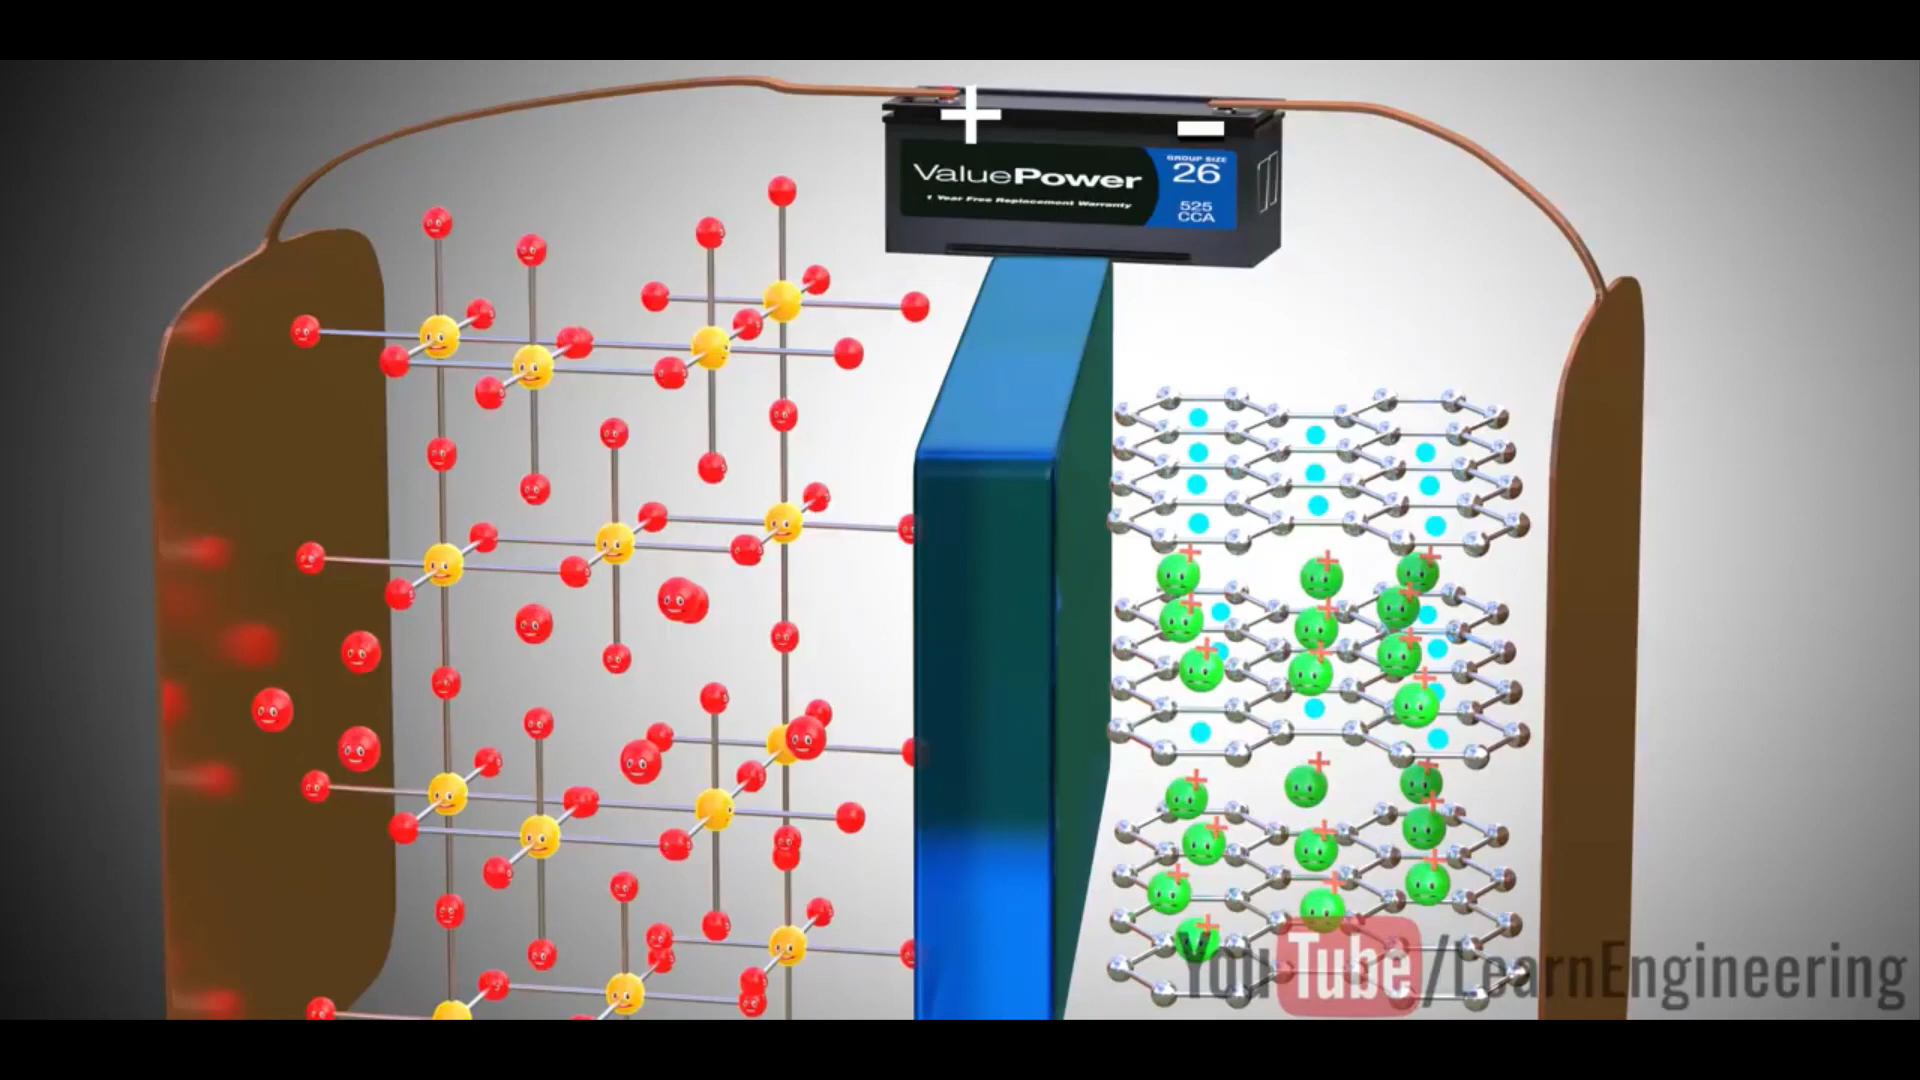 +
-
ValuePower
1 Year Free Replacement Warranty
GROUP SIZE
26
525
CCA
YouTube/LearnEngineering